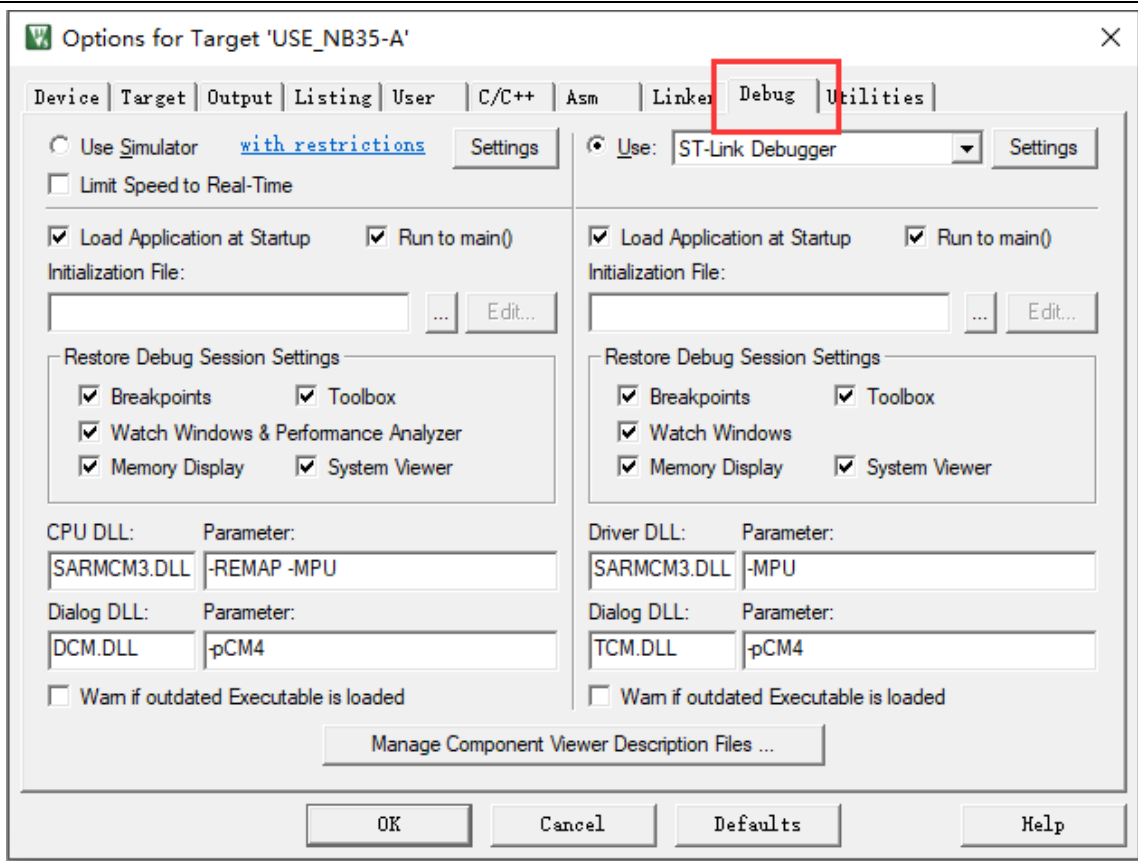 Options for Target 'USE_NB35-A'
Device Target Output Listing User C/C++ Asm Linker Debug Utilities
Use Simulator with restrictions Settings Use: ST-Link Debugger Settings
Limit Speed to Real-Time
Load Application at Startup Run to main() Load Application at Startup Run to main()
Initialization File: Initialization File:
... Edit... ... Edit...
Restore Debug Session Settings Restore Debug Session Settings
Breakpoints Toolbox Breakpoints Toolbox
Watch Windows & Performance Analyzer Watch Windows
Memory Display System Viewer Memory Display System Viewer
CPU DLL: Parameter: Driver DLL: Parameter:
SARMCM3.DLL -REMAP -MPU SARMCM3.DLL -MPU
Dialog DLL: Parameter: Dialog DLL: Parameter:
DCM.DLL -pCM4 TCM.DLL -pCM4
Warn if outdated Executable is loaded Warn if outdated Executable is loaded
Manage Component Viewer Description Files ...
OK Cancel Defaults Help